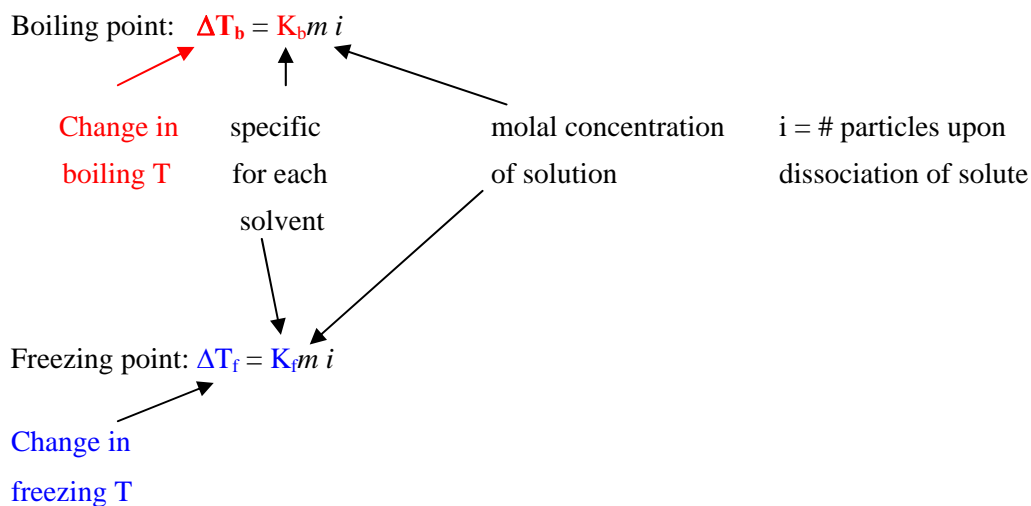 Boiling point: ΔTb = Kbm i
Change in specific molal concentration i = # particles upon
boiling T for each of solution dissociation of solute
solvent
Freezing point: ΔTf = Kfm i
Change in
freezing T